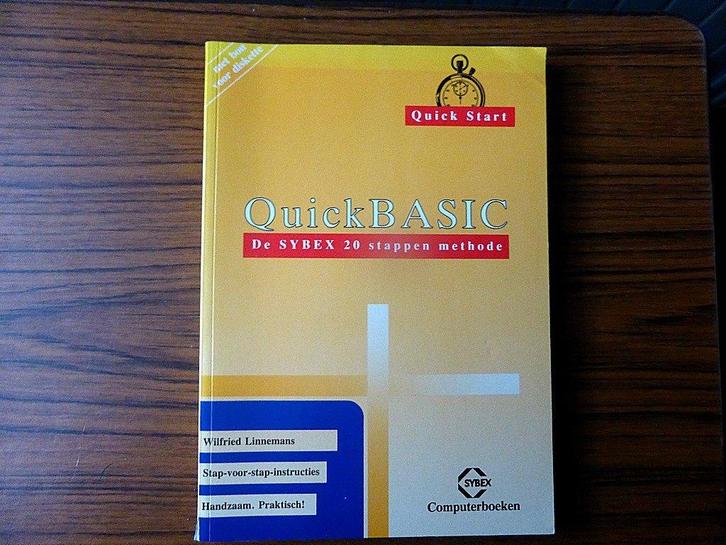 met bon
voor diskette
Quick Start
QuickBASIC
De SYBEX 20 stappen methode
Wilfried Linnemans
Stap-voor-stap-instructies
Handzaam. Praktisch!
SYBEX
Computerboeken